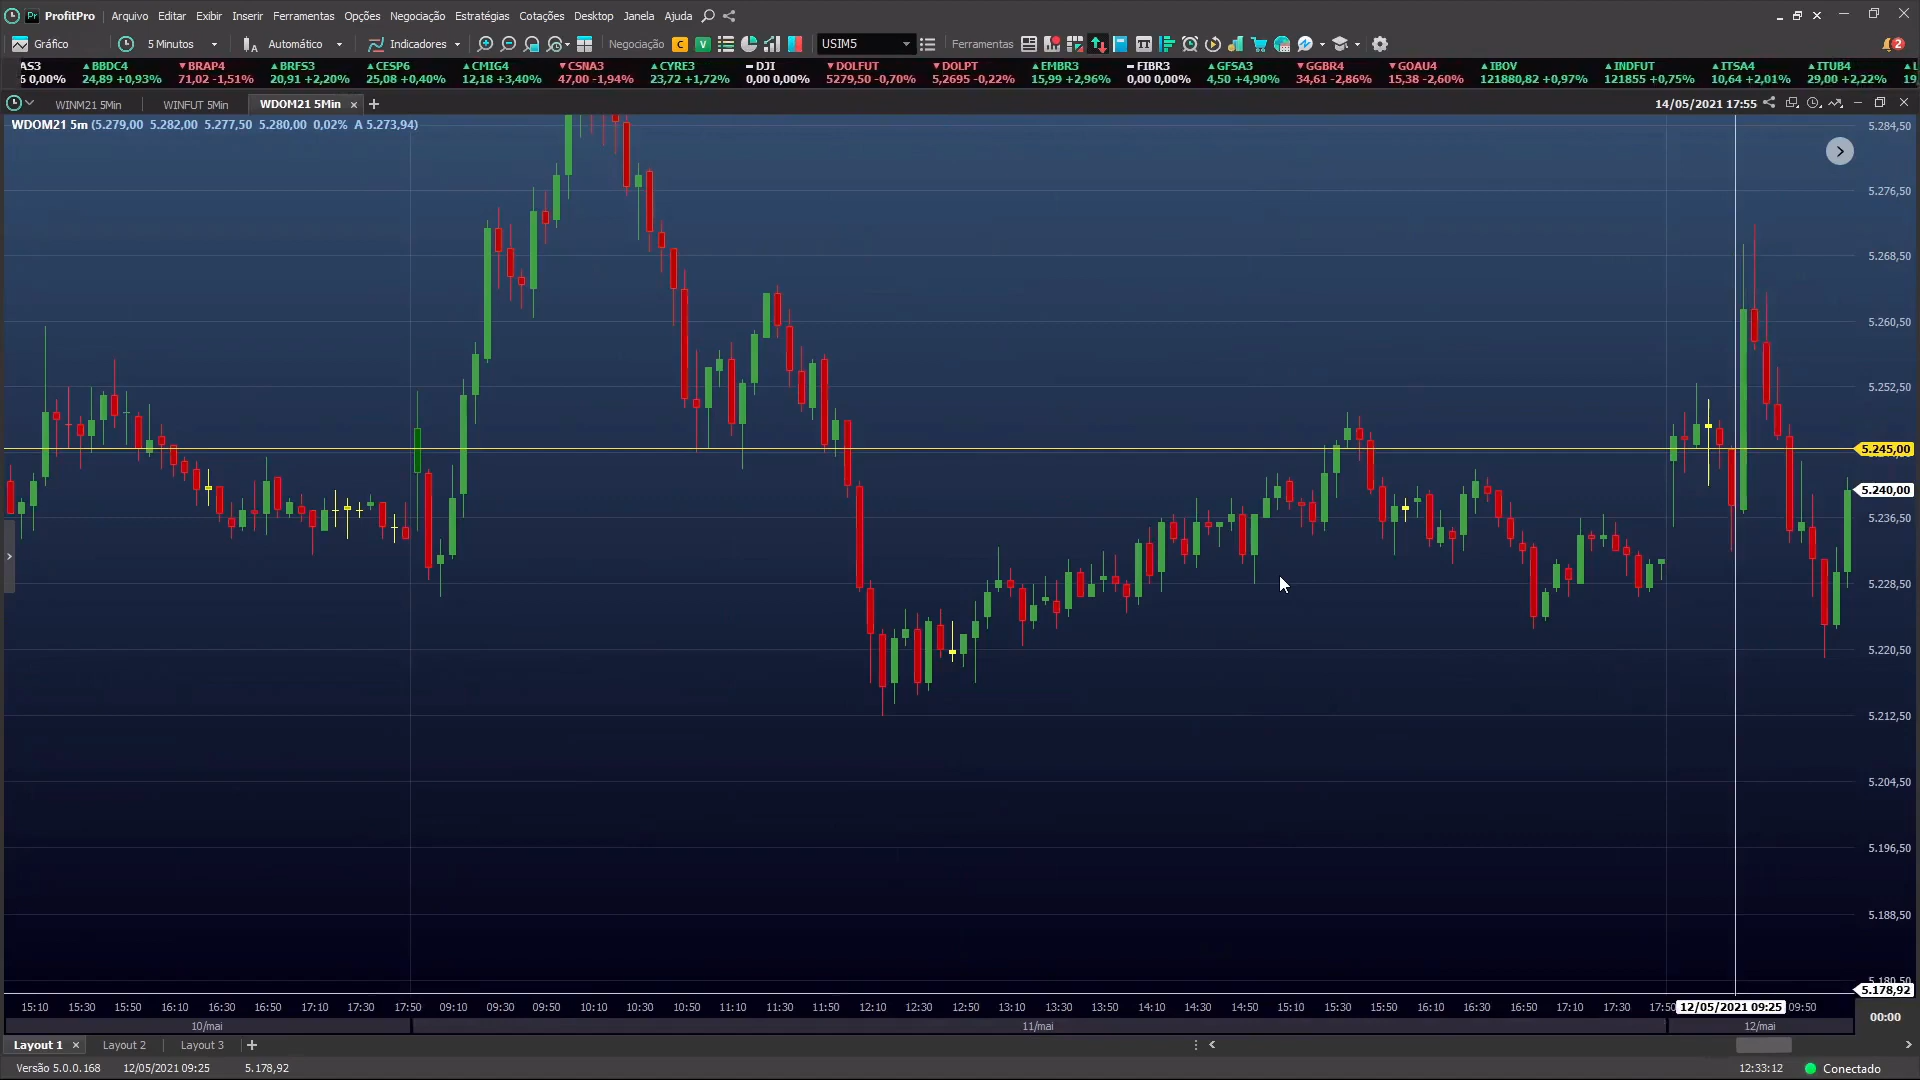 ProfitPro Arquivo Editar Exibir Inserir Ferramentas Opções Negociação Estratégias Cotações Desktop Janela Ajuda
Gráfico 5 Minutos Automático Indicadores Negociação C V USIM5 Ferramentas 2
AS3 BBDC4 BRAP4 BRFS3 CESP6 CMIG4 CSNA3 CYRE3 DJI DOLFUT DOLPT EMBR3 FIBR3 GFSA3 GGBR4 GOAU4 IBOV INDFUT ITSA4 ITUB4
6 0,00% 24,89 +0,93% 71,02 -1,51% 20,91 +2,20% 25,08 +0,40% 12,18 +3,40% 47,00 -1,94% 23,72 +1,72% 0,00 0,00% 5279,50 -0,70% 5,2695 -0,22% 15,99 +2,96% 0,00 0,00% 4,50 +4,90% 34,61 -2,86% 15,38 -2,60% 121880,82 +0,97% 121855 +0,75% 10,64 +2,01% 29,00 +2,22% 19,
WINM21 5Min WINFUT 5Min WDOM21 5Min 14/05/2021 17:55
WDOM21 5m (5.279,00 5.282,00 5.277,50 5.280,00 0,02% A 5.273,94)
5.284,50
5.276,50
5.268,50
5.260,50
5.252,50
5.245,00
5.240,00
5.236,50
5.228,50
5.220,50
5.212,50
5.204,50
5.196,50
5.188,50
5.180,50
5.178,92
15:10 15:30 15:50 16:10 16:30 16:50 17:10 17:30 17:50 09:10 09:30 09:50 10:10 10:30 10:50 11:10 11:30 11:50 12:10 12:30 12:50 13:10 13:30 13:50 14:10 14:30 14:50 15:10 15:30 15:50 16:10 16:30 16:50 17:10 17:30 17:50 12/05/2021 09:25 09:50
00:00
10/mai 11/mai 12/mai
Layout 1 Layout 2 Layout 3
Versão 5.0.0.168 12/05/2021 09:25 5.178,92 12:33:12 Conectado